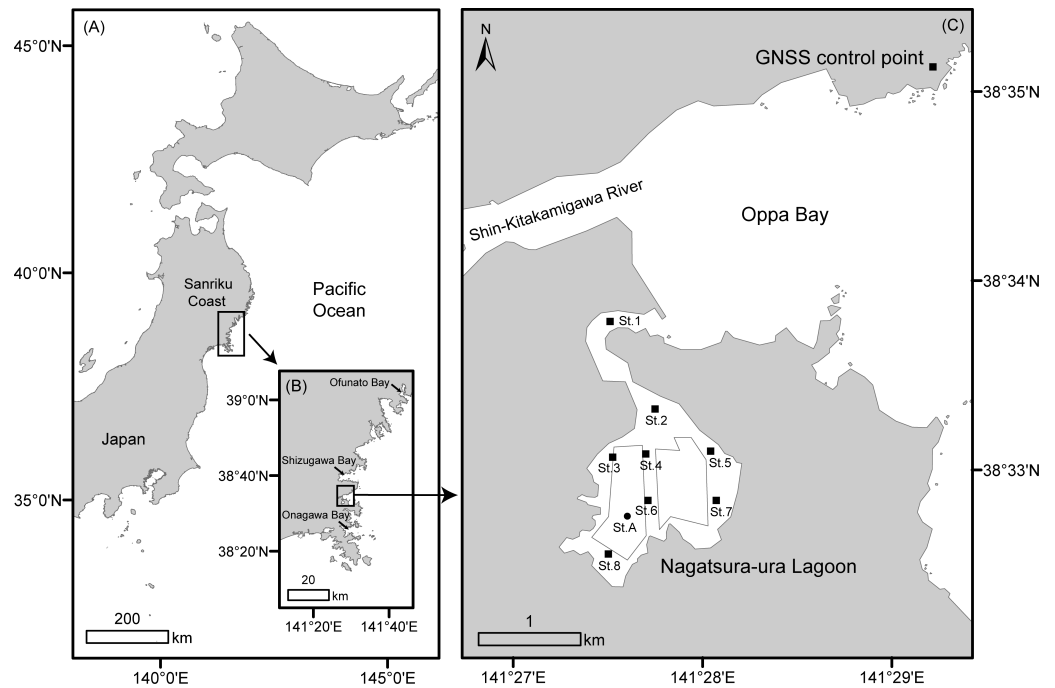 (A)
45°0'N
40°0'N
35°0'N
140°0'E
145°0'E
Sanriku
Coast
Pacific
Ocean
Japan
200
km
(B)
Ofunato Bay
39°0'N
Shizugawa Bay
38°40'N
Onagawa Bay
38°20'N
20
km
141°20'E
141°40'E
(C)
N
GNSS control point
38°35'N
Shin-Kitakamigawa River
Oppa Bay
38°34'N
St.1
St.2
St.3
St.4
St.5
38°33'N
St.6
St.7
St.A
St.8
Nagatsura-ura Lagoon
1
km
141°27'E
141°28'E
141°29'E